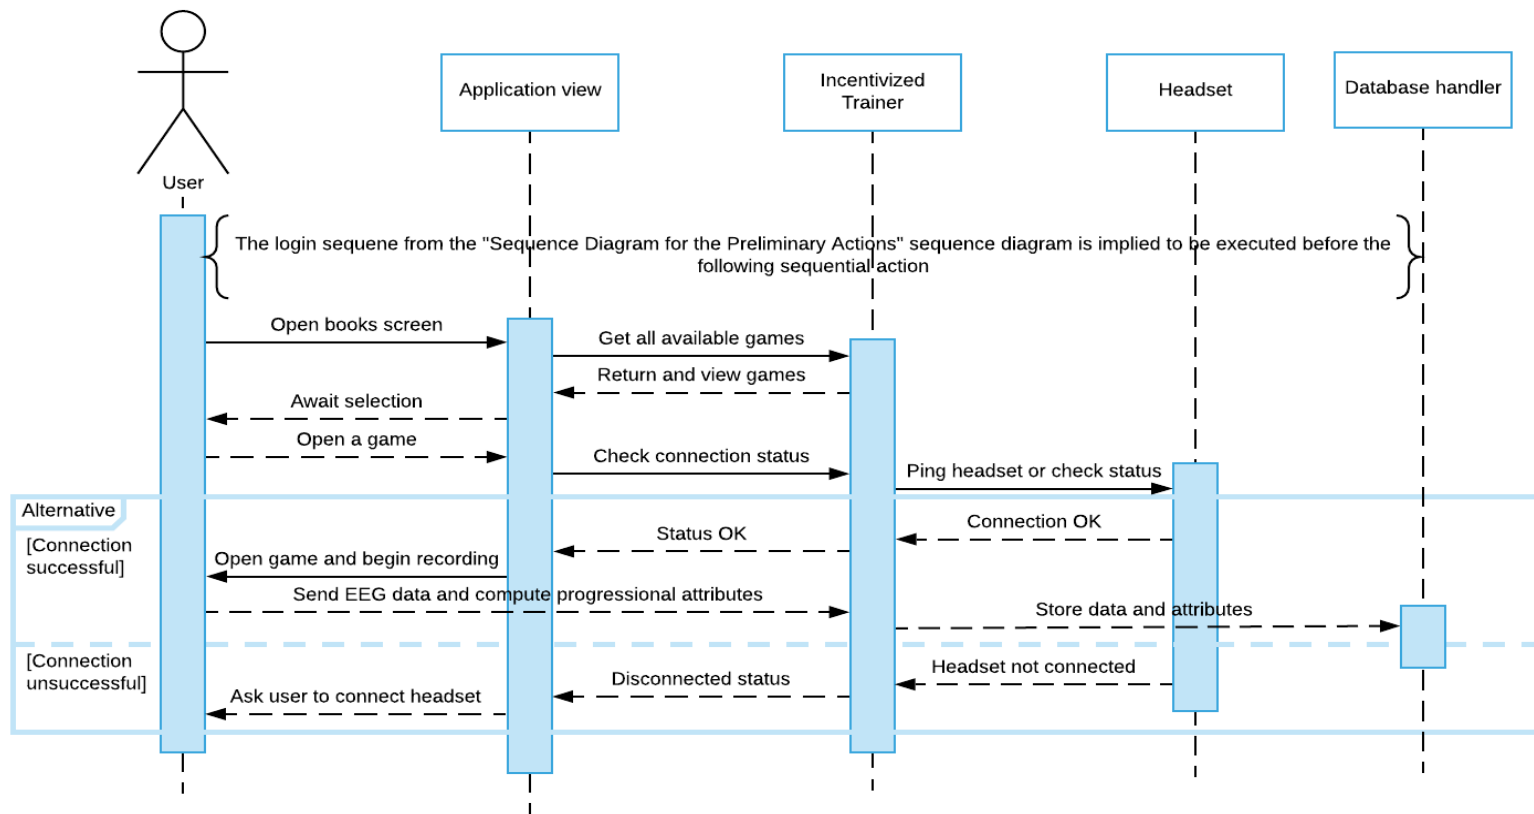 User
Application view
Incentivized
Trainer
Headset
Database handler
The login sequene from the "Sequence Diagram for the Preliminary Actions" sequence diagram is implied to be executed before the
following sequential action
Open books screen
Get all available games
Return and view games
Await selection
Open a game
Check connection status
Ping headset or check status
Alternative
[Connection
successful]
Connection OK
Status OK
Open game and begin recording
Send EEG data and compute progressional attributes
Store data and attributes
[Connection
unsuccessful]
Headset not connected
Disconnected status
Ask user to connect headset